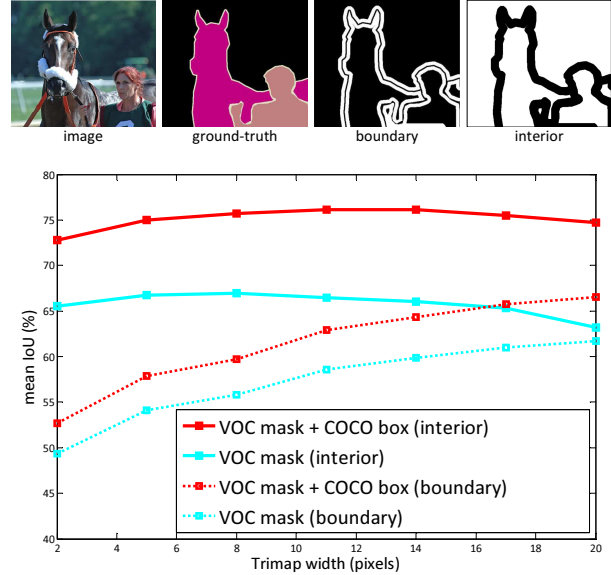 image
ground-truth
boundary
interior
80
75
70
65
60
55
50
45
40
mean IoU (%)
VOC mask + COCO box (interior)
VOC mask (interior)
VOC mask + COCO box (boundary)
VOC mask (boundary)
2 4 6 8 10 12 14 16 18 20
Trimap width (pixels)